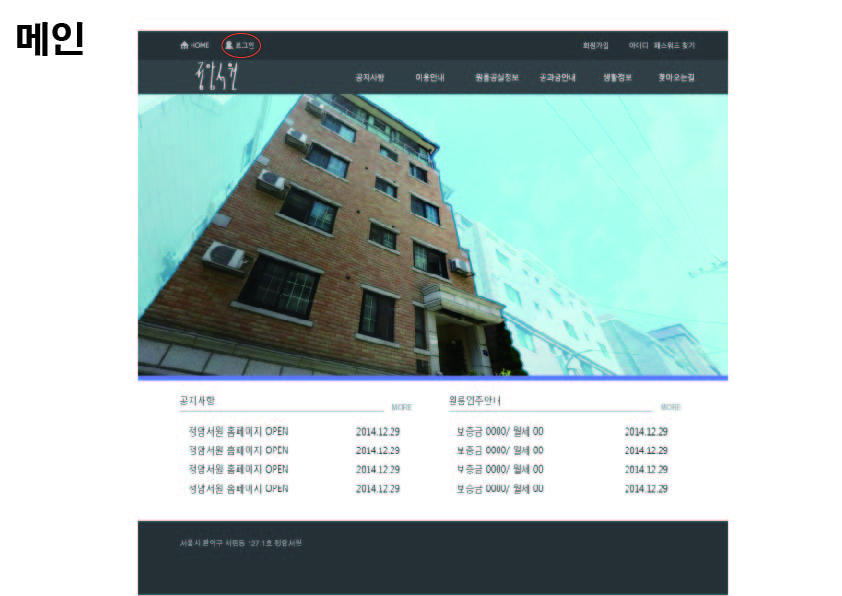 메인
HOME 로그인 회원가입 아이디 패스워드 찾기
정암서원
공지사항 이용안내 원룸공실정보 공과금안내 생활정보 찾아오는길
공지사항 MORE
정암서원 홈페이지 OPEN 2014.12.29
정암서원 홈페이지 OPEN 2014.12.29
정암서원 홈페이지 OPEN 2014.12.29
정암서원 홈페이지 OPEN 2014.12.29
원룸입주안내 MORE
보증금 0000/ 월세 00 2014.12.29
보증금 0000/ 월세 00 2014.12.29
보증금 0000/ 월세 00 2014.12.29
보증금 0000/ 월세 00 2014.12.29
서울시 관악구 서림동 정암서원